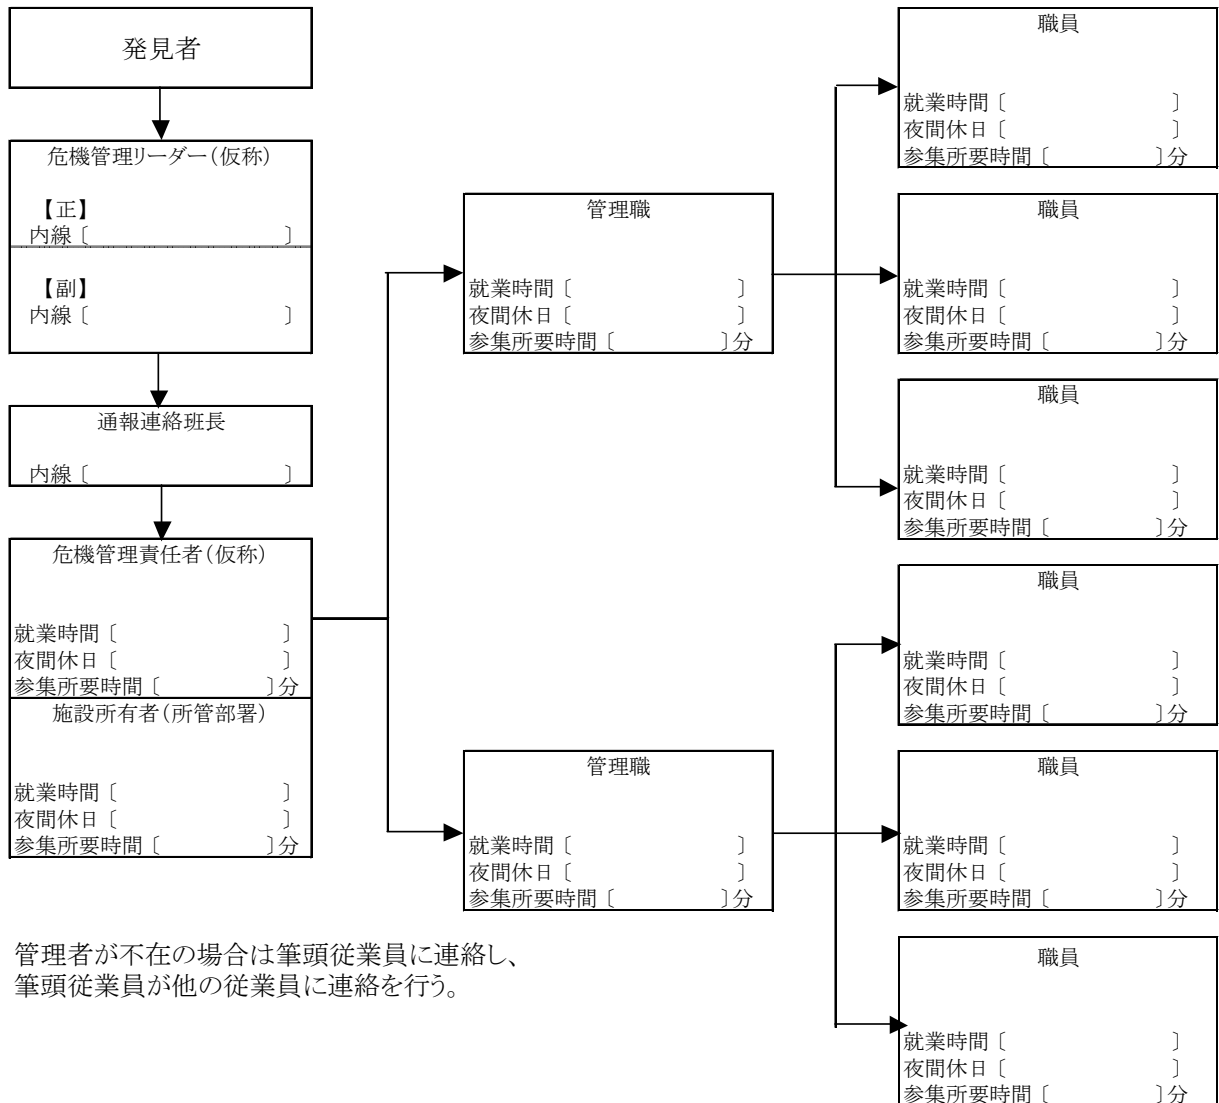 発見者
危機管理リーダー（仮称）
【正】
内線〔　　　　　　　　　〕
【副】
内線〔　　　　　　　　　〕
通報連絡班長
内線〔　　　　　　　　　〕
危機管理責任者（仮称）
就業時間〔　　　　　　　〕
夜間休日〔　　　　　　　〕
参集所要時間〔　　　　　〕分
施設所有者（所管部署）
就業時間〔　　　　　　　〕
夜間休日〔　　　　　　　〕
参集所要時間〔　　　　　〕分
管理者が不在の場合は筆頭従業員に連絡し、
筆頭従業員が他の従業員に連絡を行う。
管理職
就業時間〔　　　　　　　〕
夜間休日〔　　　　　　　〕
参集所要時間〔　　　　　〕分
管理職
就業時間〔　　　　　　　〕
夜間休日〔　　　　　　　〕
参集所要時間〔　　　　　〕分
職員
就業時間〔　　　　　　　〕
夜間休日〔　　　　　　　〕
参集所要時間〔　　　　　〕分
職員
就業時間〔　　　　　　　〕
夜間休日〔　　　　　　　〕
参集所要時間〔　　　　　〕分
職員
就業時間〔　　　　　　　〕
夜間休日〔　　　　　　　〕
参集所要時間〔　　　　　〕分
職員
就業時間〔　　　　　　　〕
夜間休日〔　　　　　　　〕
参集所要時間〔　　　　　〕分
職員
就業時間〔　　　　　　　〕
夜間休日〔　　　　　　　〕
参集所要時間〔　　　　　〕分
職員
就業時間〔　　　　　　　〕
夜間休日〔　　　　　　　〕
参集所要時間〔　　　　　〕分